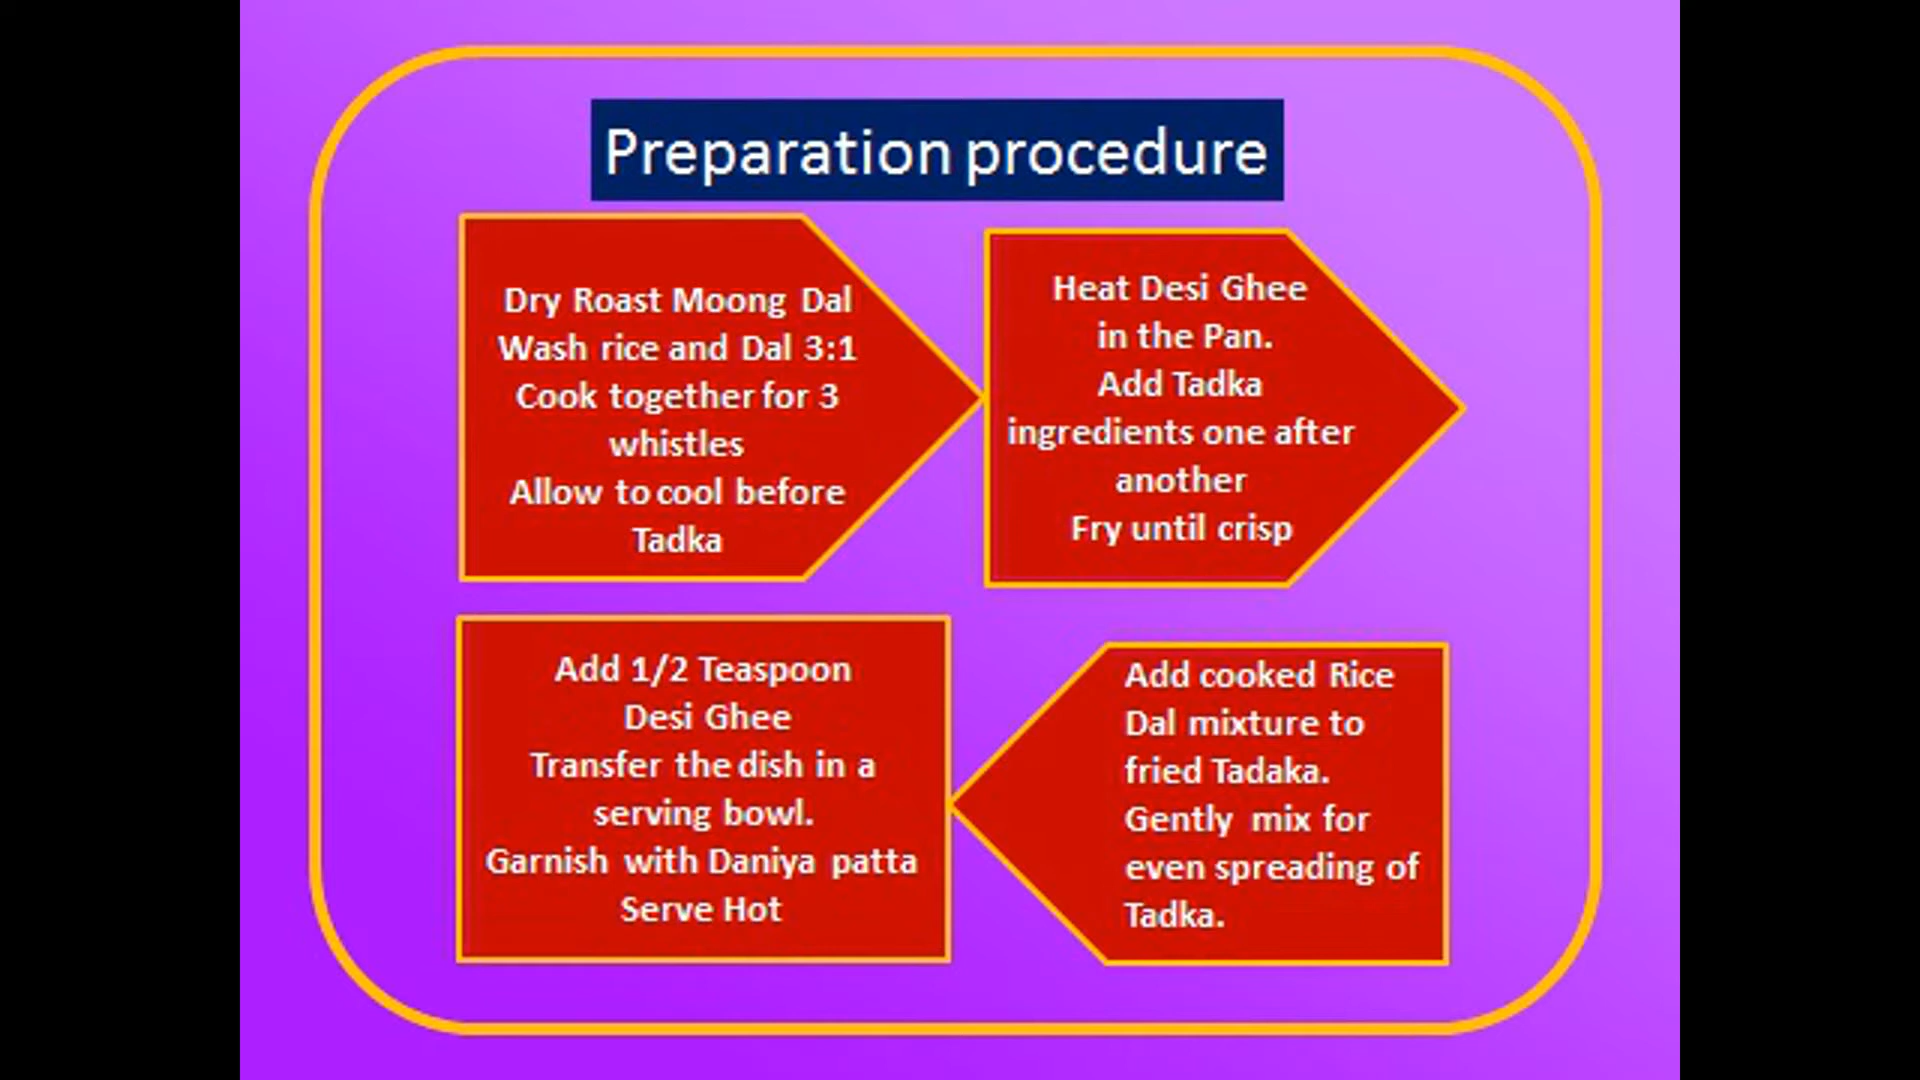 Preparation procedure
Dry Roast Moong Dal
Wash rice and Dal 3:1
Cook together for 3
whistles
Allow to cool before
Tadka
Heat Desi Ghee
in the Pan.
Add Tadka
ingredients one after
another
Fry until crisp
Add cooked Rice
Dal mixture to
fried Tadaka.
Gently mix for
even spreading of
Tadka.
Add 1/2 Teaspoon
Desi Ghee
Transfer the dish in a
serving bowl.
Garnish with Daniya patta
Serve Hot